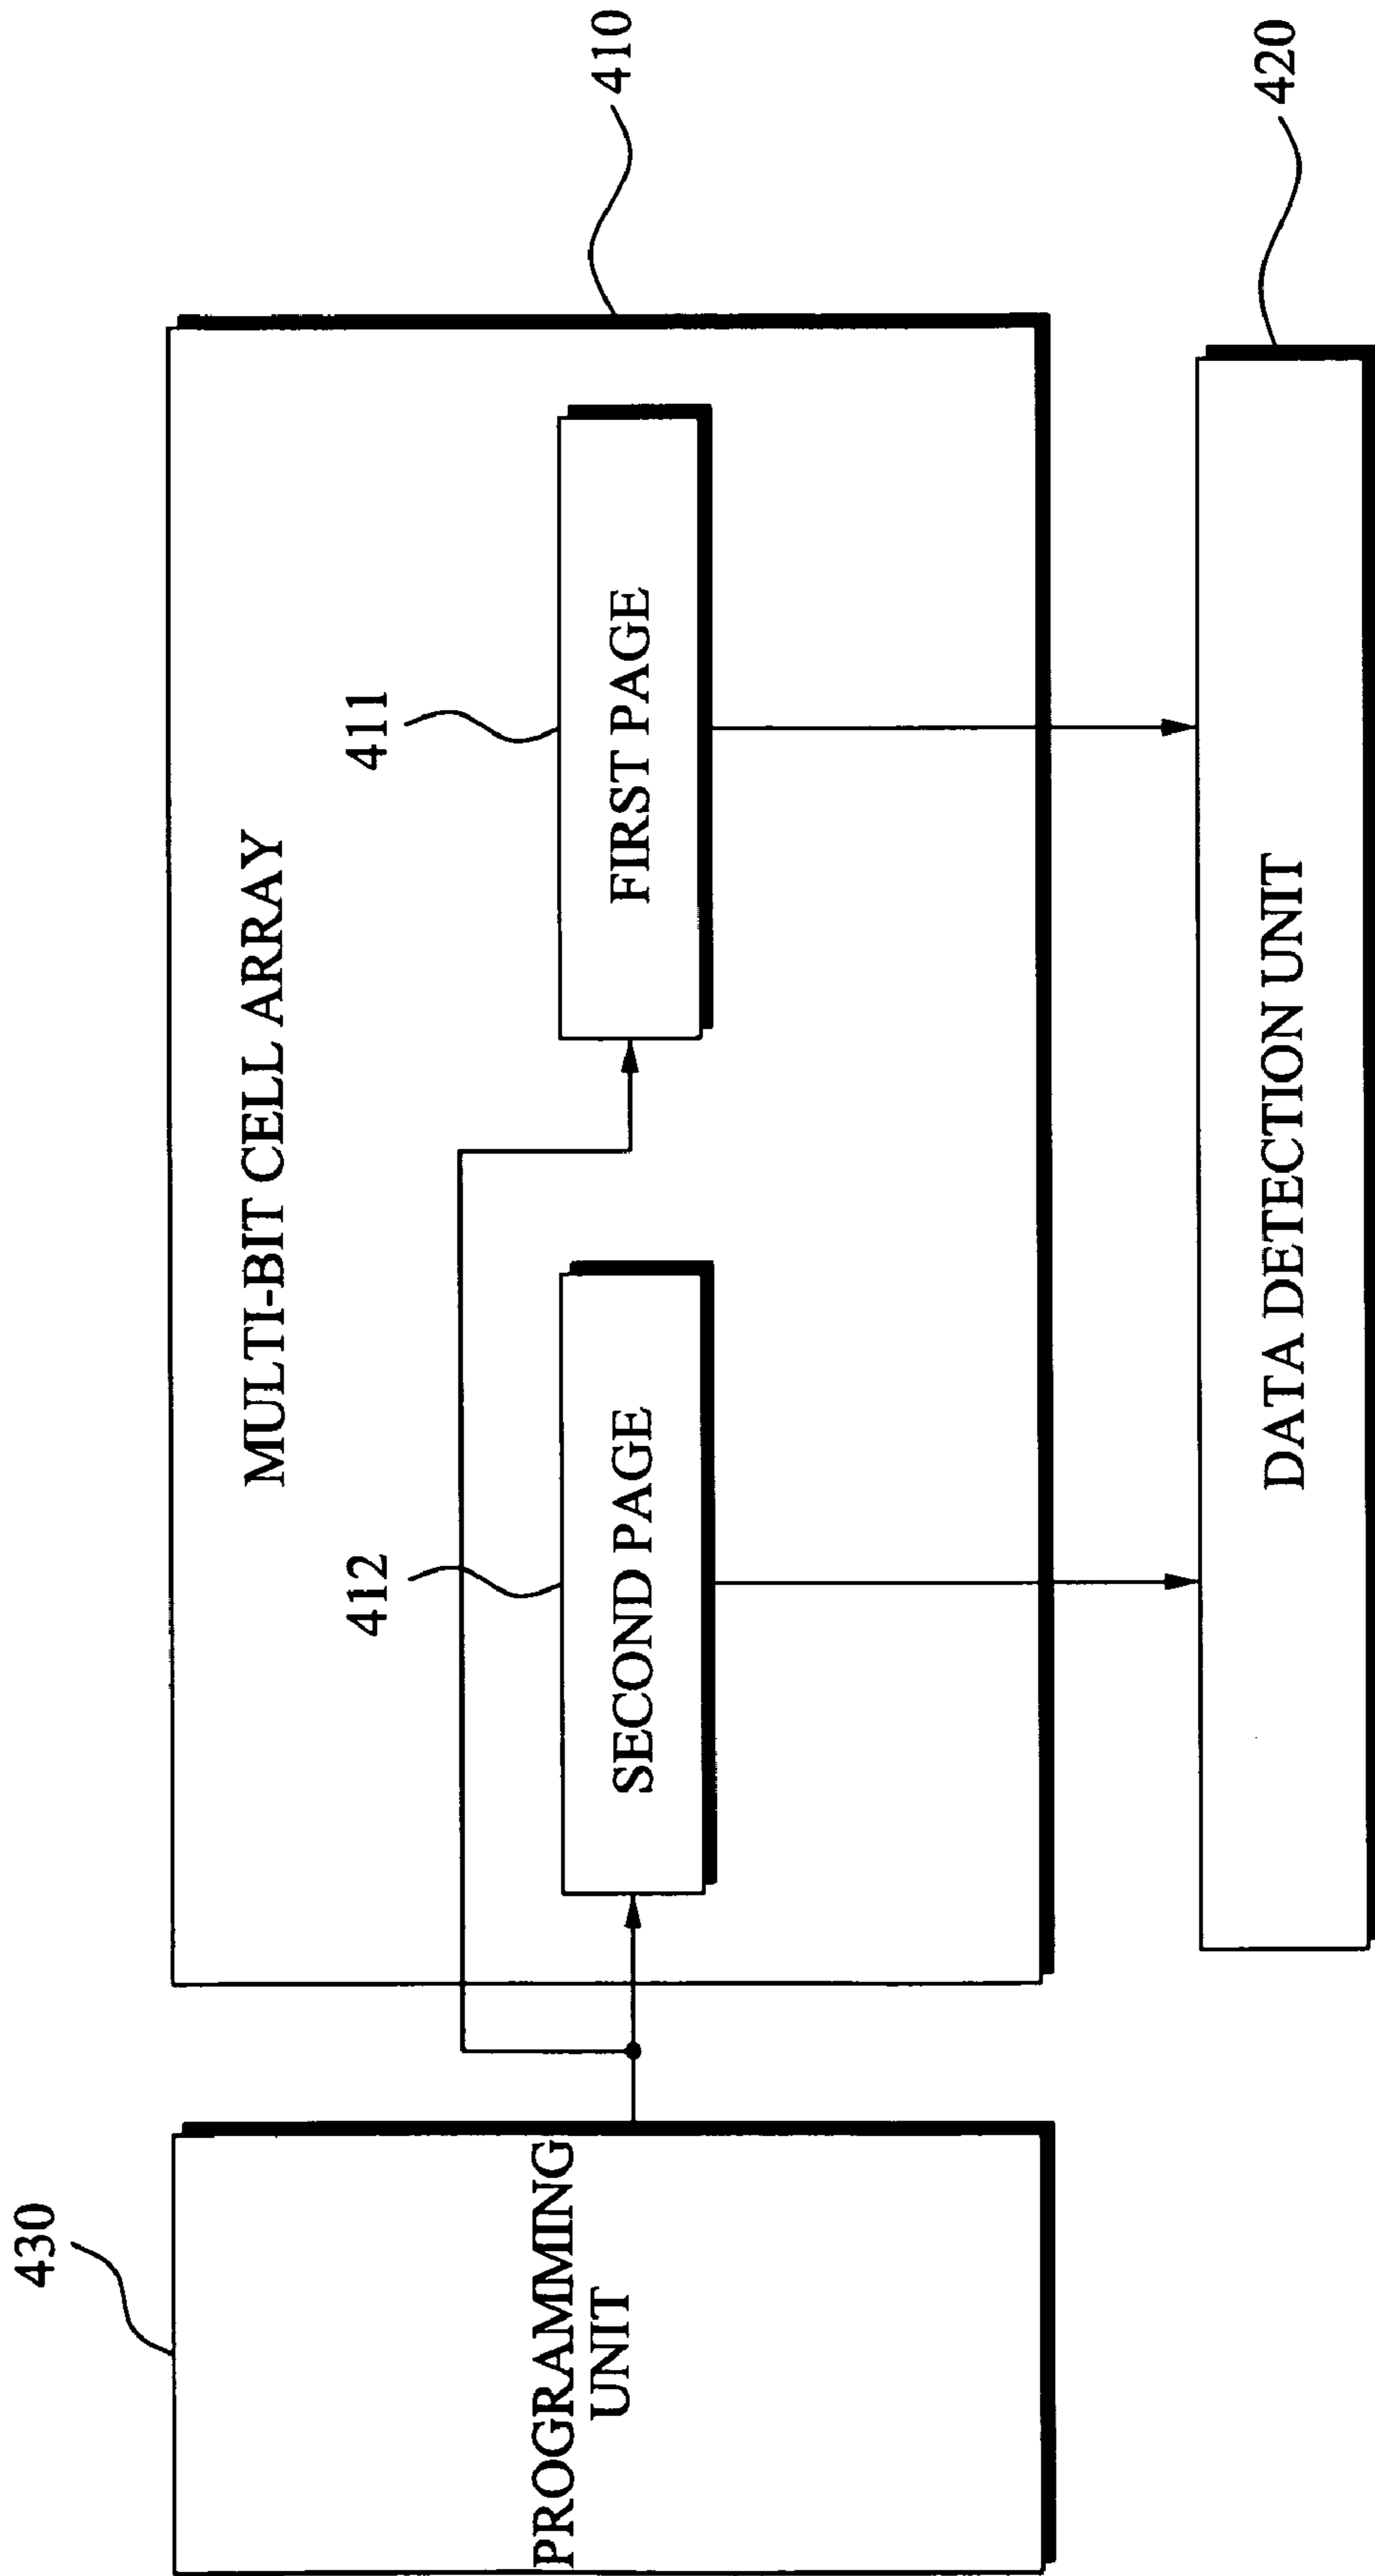 430
PROGRAMMING
UNIT
MULTI-BIT CELL ARRAY
410
412
SECOND PAGE
411
FIRST PAGE
DATA DETECTION UNIT
420